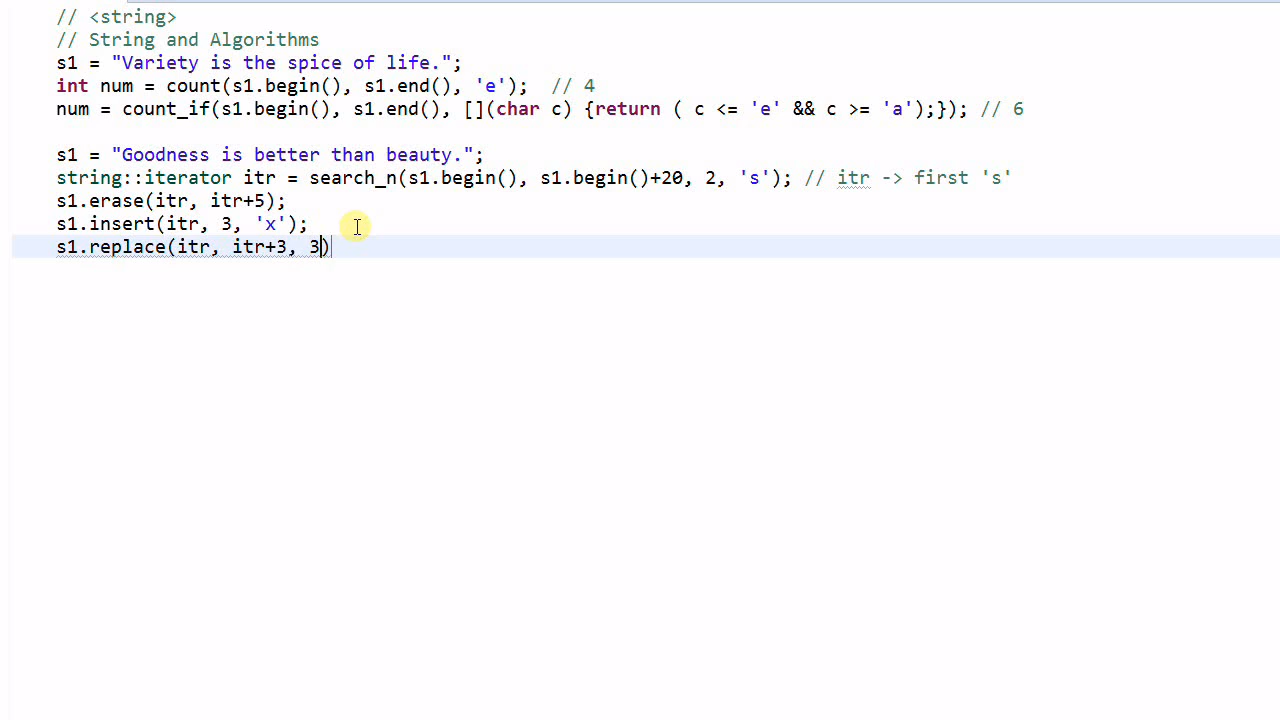 // <string>
// String and Algorithms
s1 = "Variety is the spice of life.";
int num = count(s1.begin(), s1.end(), 'e');  // 4
num = count_if(s1.begin(), s1.end(), [](char c) {return ( c <= 'e' && c >= 'a');}); // 6
s1 = "Goodness is better than beauty.";
string::iterator itr = search_n(s1.begin(), s1.begin()+20, 2, 's'); // itr -> first 's'
s1.erase(itr, itr+5);
s1.insert(itr, 3, 'x');
s1.replace(itr, itr+3, 3)